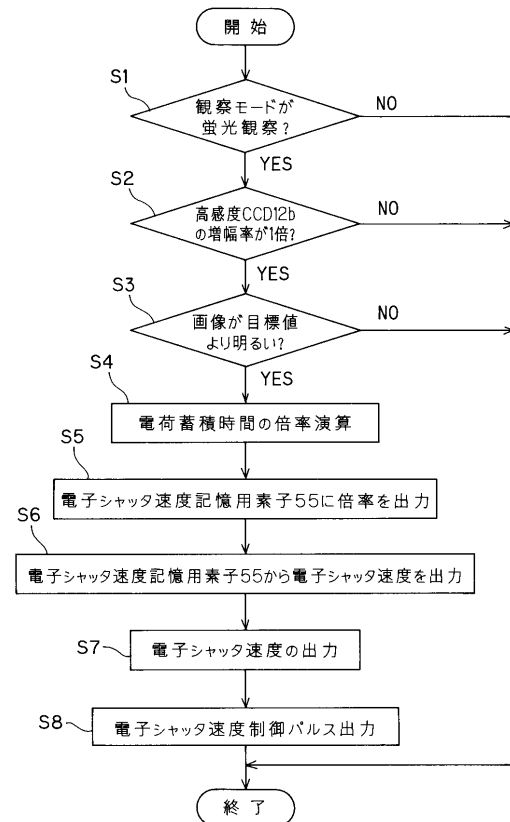 開始
S1
観察モードが
蛍光観察?
NO
YES
S2
高感度CCD12b
の増幅率が1倍?
NO
YES
S3
画像が目標値
より明るい?
NO
YES
S4
電荷蓄積時間の倍率演算
S5
電子シャッタ速度記憶用素子55に倍率を出力
S6
電子シャッタ速度記憶用素子55から電子シャッタ速度を出力
S7
電子シャッタ速度の出力
S8
電子シャッタ速度制御パルス出力
終了